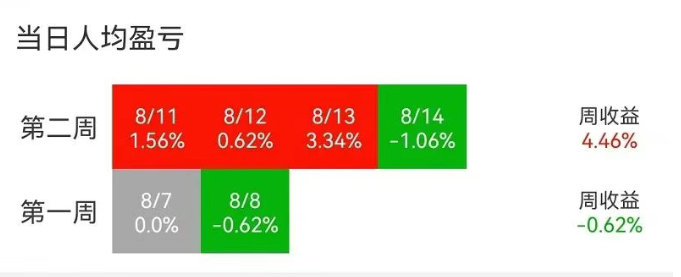 当日人均盈亏
第二周
8/11 8/12 8/13 8/14
1.56% 0.62% 3.34% -1.06%
周收益
4.46%
第一周
8/7 8/8
0.0% -0.62%
周收益
-0.62%